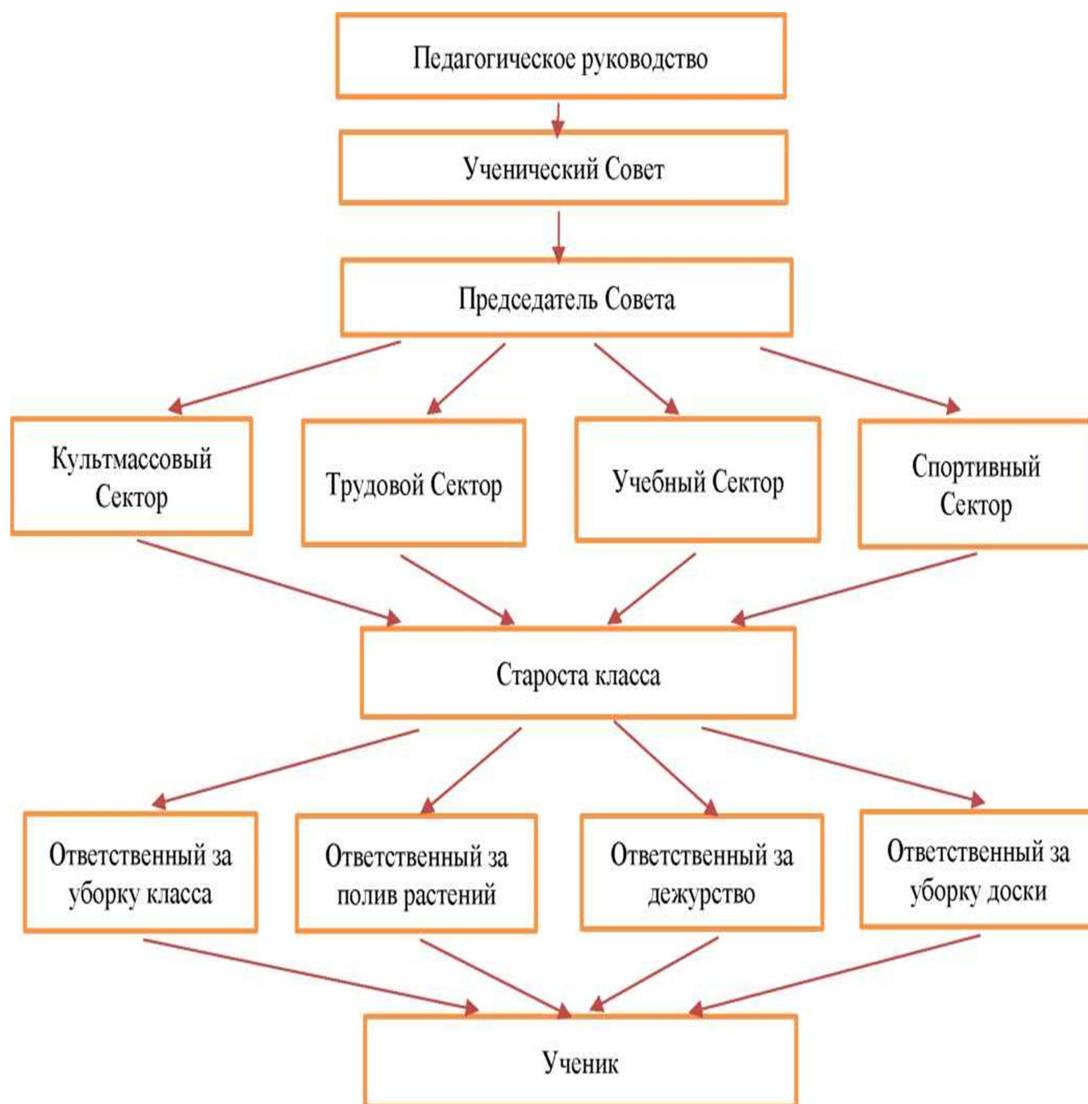 Педагогическое руководство
Ученический Совет
Председатель Совета
Культмассовый
Сектор
Трудовой Сектор
Учебный Сектор
Спортивный
Сектор
Староста класса
Ответственный за
уборку класса
Ответственный за
полив растений
Ответственный за
дежурство
Ответственный за
уборку доски
Ученик